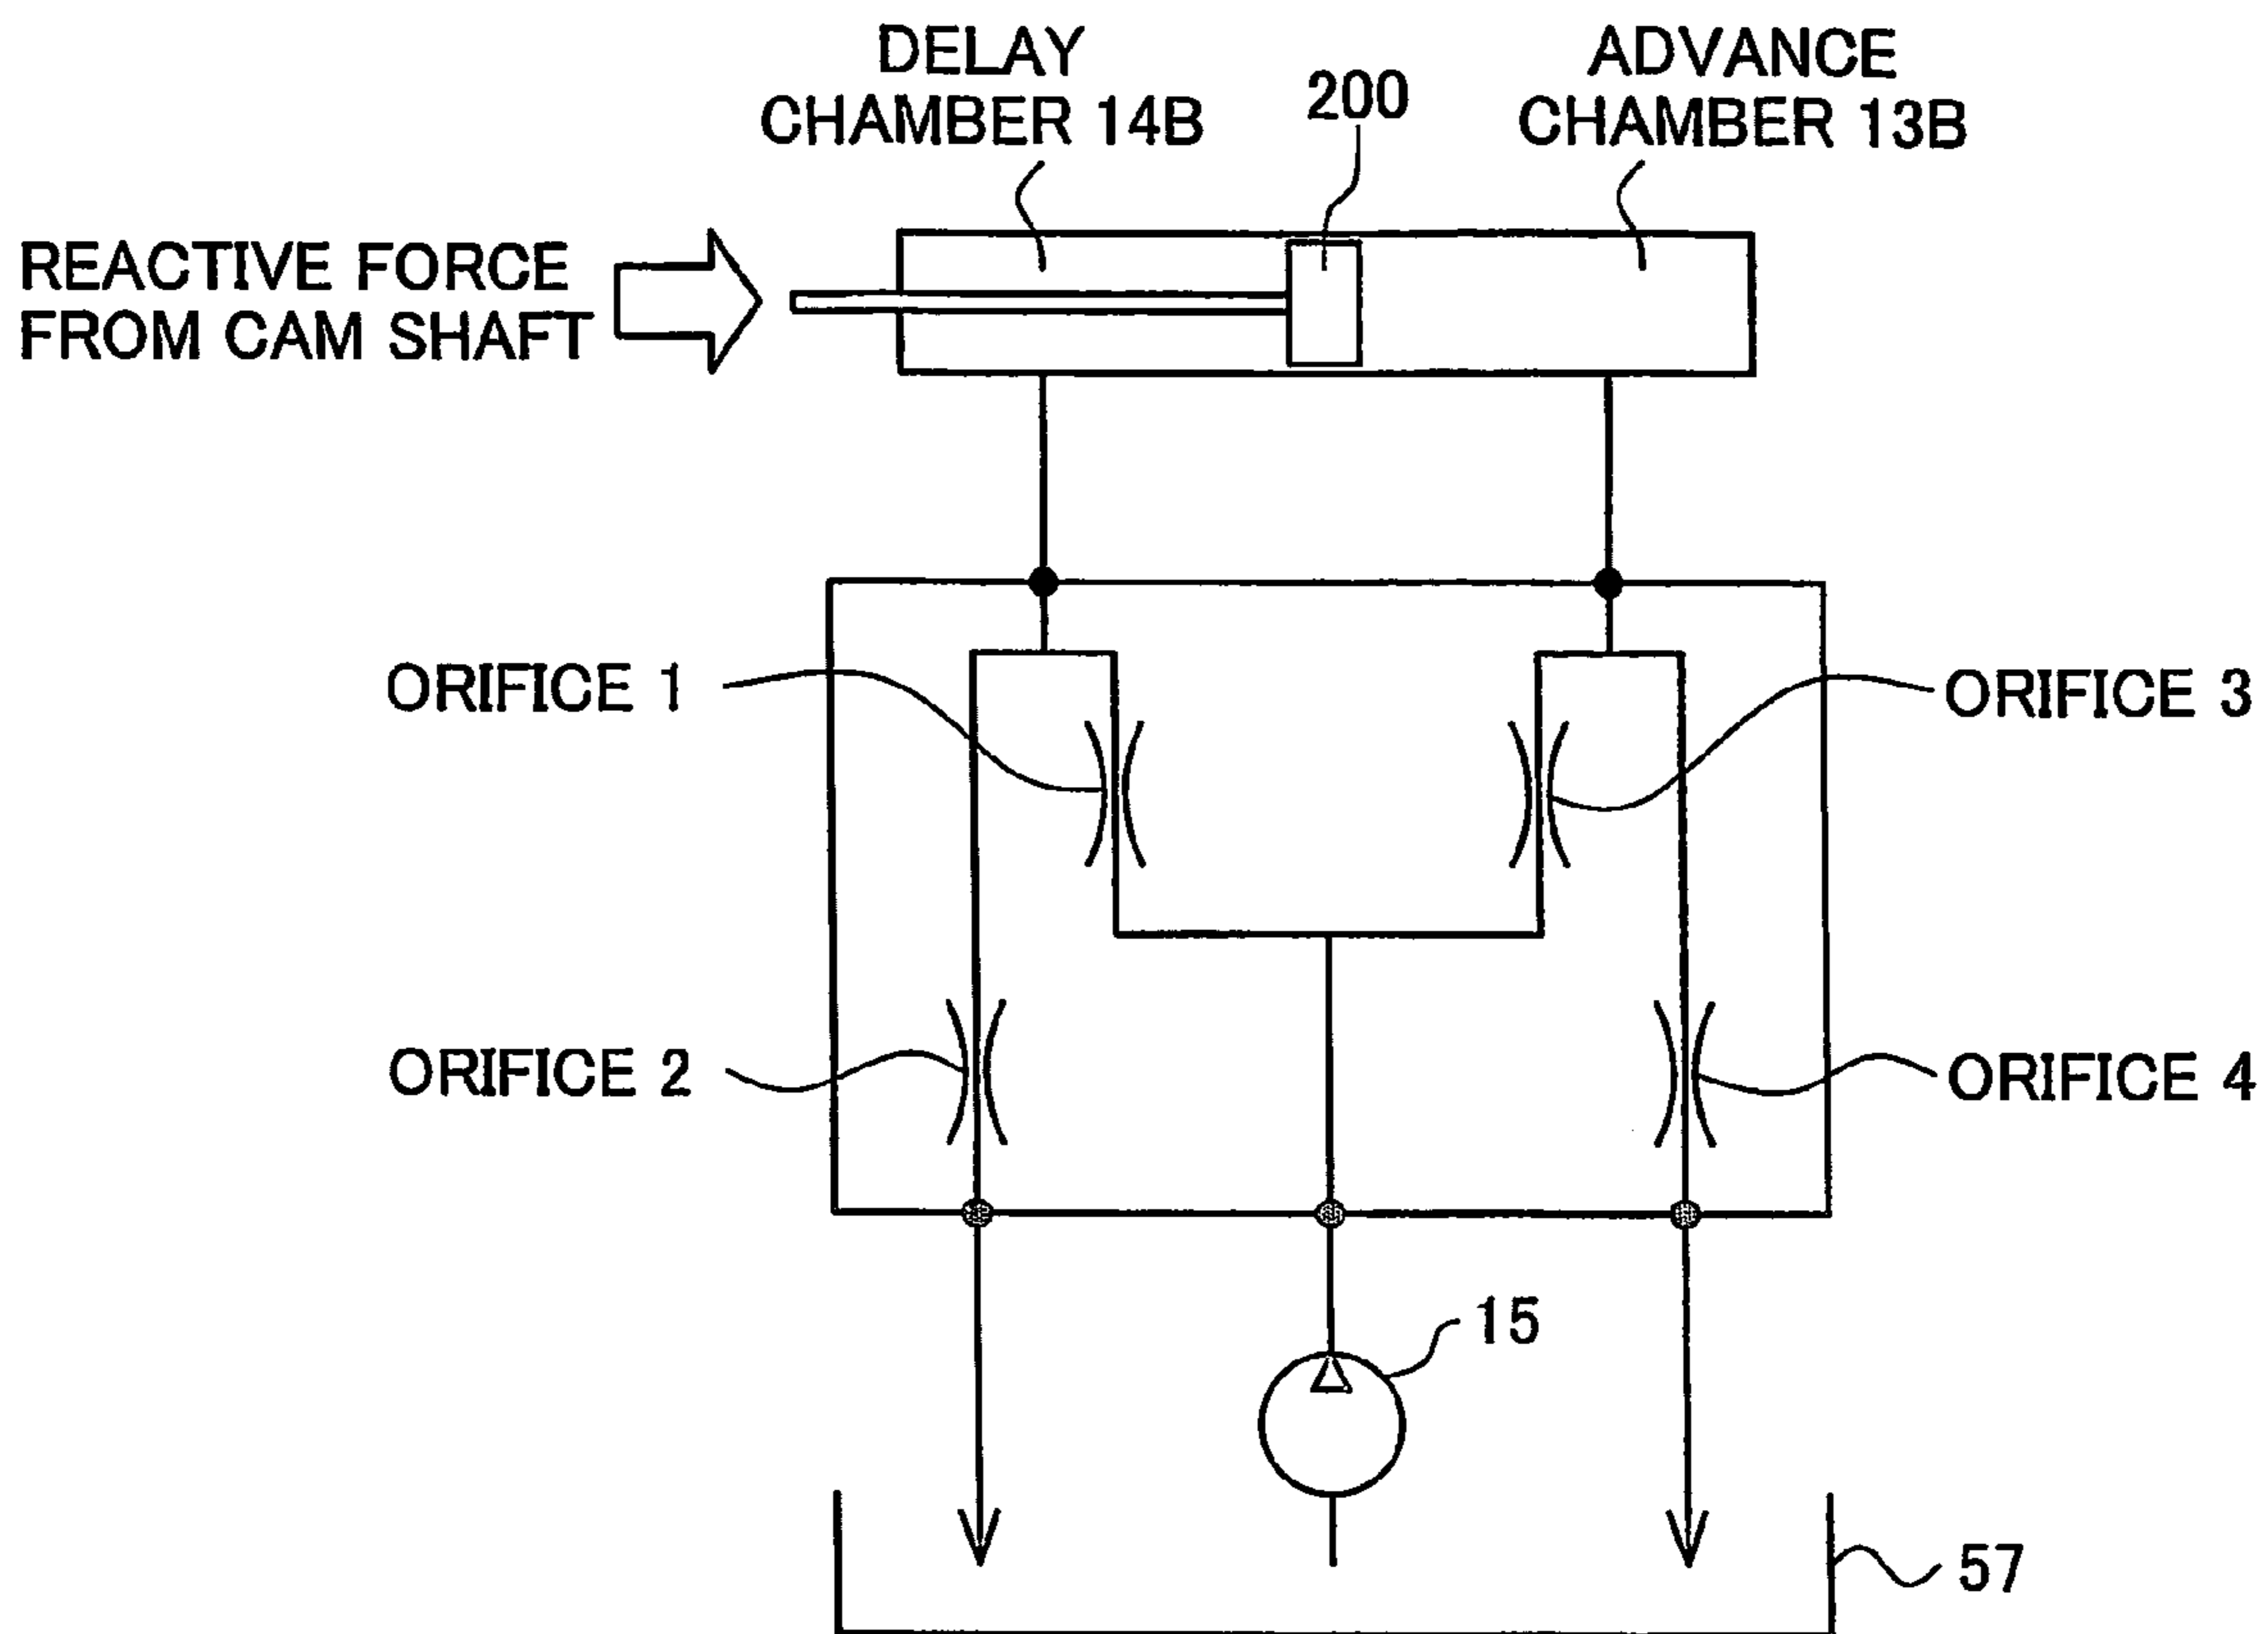 DELAY
CHAMBER 14B
200
ADVANCE
CHAMBER 13B
REACTIVE FORCE
FROM CAM SHAFT
ORIFICE 1
ORIFICE 3
ORIFICE 2
ORIFICE 4
15
57